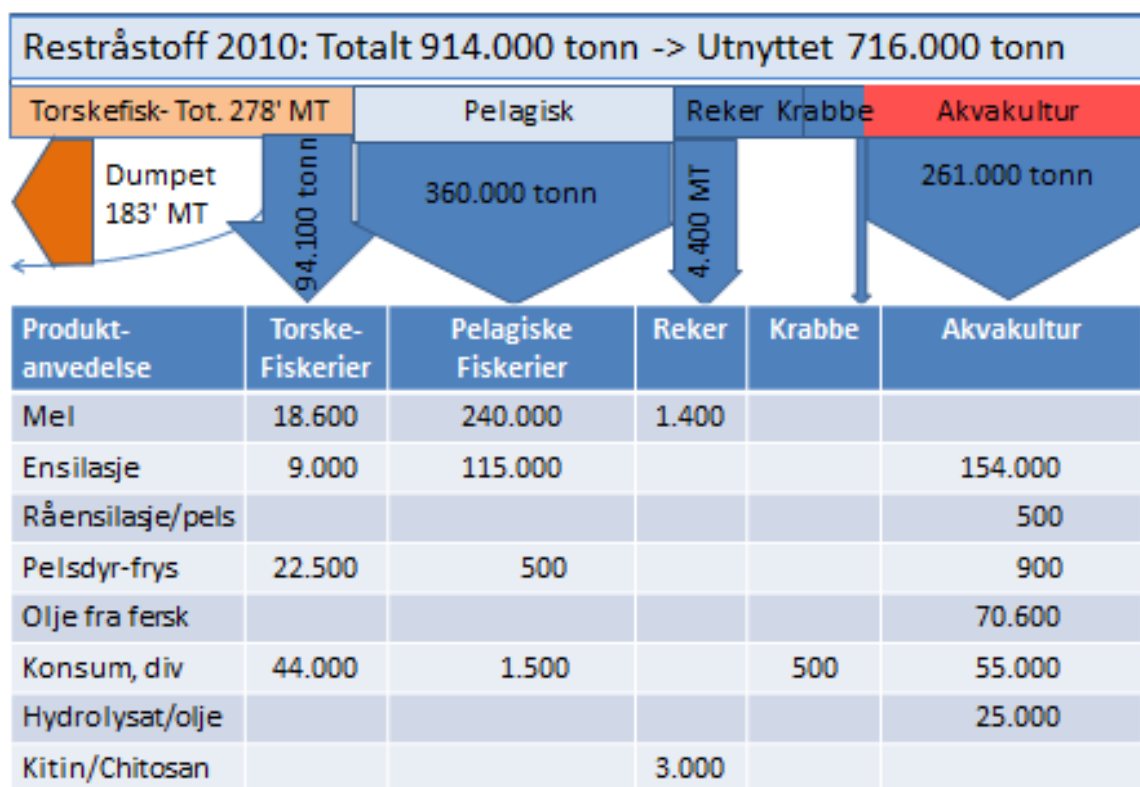 Restråstoff 2010: Totalt 914.000 tonn -> Utnyttet 716.000 tonn
Torskefisk- Tot. 278' MT Pelagisk Reker Krabbe Akvakultur
Dumpet
183' MT
94.100 tonn
360.000 tonn
4.400 MT
261.000 tonn
Produkt-
anvedelse
Torske-
Fiskerier
Pelagiske
Fiskerier
Reker
Krabbe
Akvakultur
Mel 18.600 240.000 1.400
Ensilasje 9.000 115.000 154.000
Råensilasje/pels 500
Pelsdyr-frys 22.500 500 900
Olje fra fersk 70.600
Konsum, div 44.000 1.500 500 55.000
Hydrolysat/olje 25.000
Kitin/Chitosan 3.000